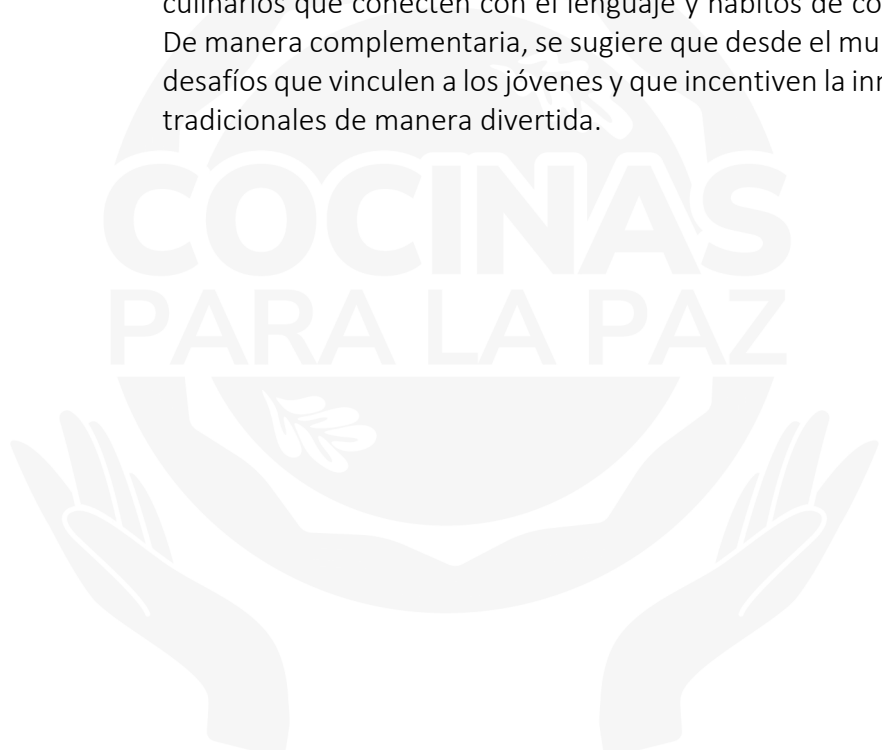 culinarios que conecten con el lenguaje y hábitos de co
De manera complementaria, se sugiere que desde el mu
desafíos que vinculen a los jóvenes y que incentiven la inn
tradicionales de manera divertida.
COCINAS
PARA LA PAZ